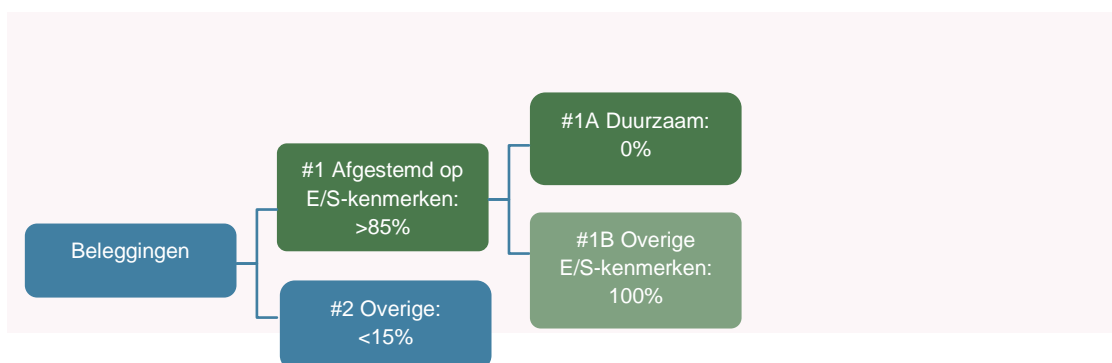 Beleggingen
#1 Afgestemd op
E/S-kenmerken:
>85%
#2 Overige:
<15%
#1A Duurzaam:
0%
#1B Overige
E/S-kenmerken:
100%